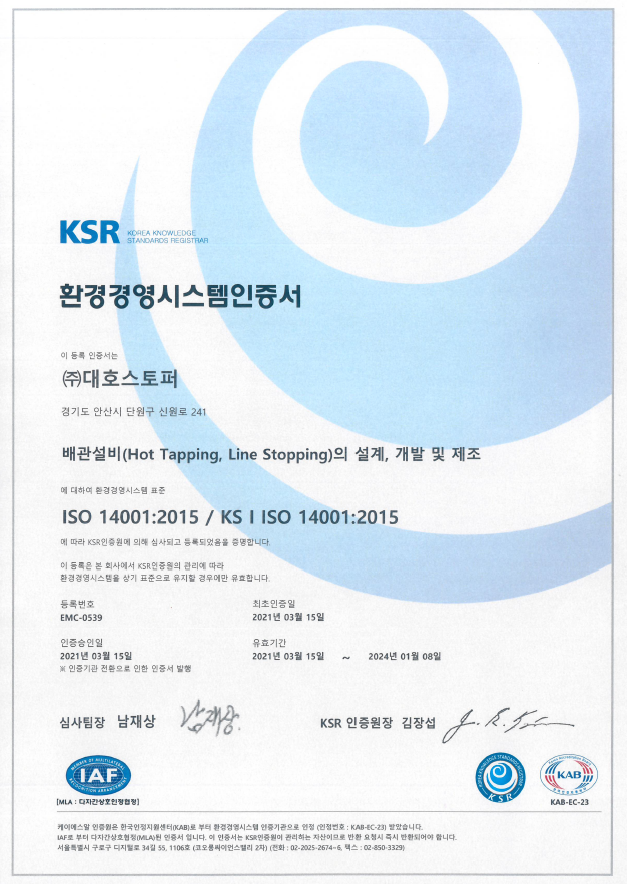 KSR KOREA KNOWLEDGE
STANDARDS REGISTRAR
환경경영시스템인증서
이 등록 인증서는
㈜대호스토퍼
경기도 안산시 단원구 신원로 241
배관설비(Hot Tapping, Line Stopping)의 설계, 개발 및 제조
에 대하여 환경경영시스템 표준
ISO 14001:2015 / KS I ISO 14001:2015
에 따라 KSR인증원에 의해 심사되고 등록되었음을 증명합니다.
이 등록은 본 회사에서 KSR인증원의 관리에 따라
환경경영시스템을 상기 표준으로 유지할 경우에만 유효합니다.
등록번호 최초인증일
EMC-0539 2021년 03월 15일
인증승인일 유효기간
2021년 03월 15일 2021년 03월 15일 ~ 2024년 01월 08일
※ 인증기관 전환으로 인한 인증서 발행
심사팀장 남재상 남재상 KSR 인증원장 김장섭
MEMBER OF MULTILATERAL
IAF
RECOGNITION ARRANGEMENT
KOREA KNOWLEDGE STANDARDS REGISTRAR
KSR
Korea Accreditation Board
KAB
[MLA : 다자간상호인정협정] KAB-EC-23
케이에스알 인증원은 한국인정지원센터(KAB)로 부터 환경경영시스템 인증기관으로 인정 (인정번호 : KAB-EC-23) 받았습니다.
IAF로 부터 다자간상호협정(MLA)된 인증서 입니다. 이 인증서는 KSR인증원이 관리하는 자산이므로 반환 요청시 즉시 반환되어야 합니다.
서울특별시 구로구 디지털로 34길 55, 1106호 (코오롱싸이언스밸리 2차) (전화 : 02-2025-2674~6, 팩스 : 02-850-3329)